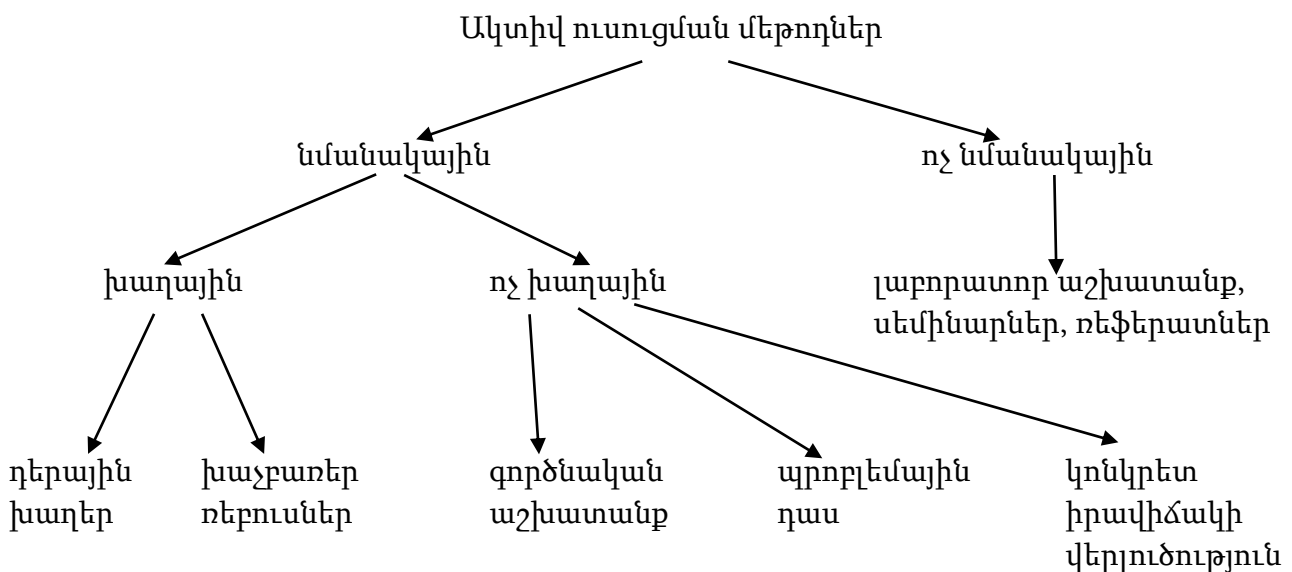 Ակտիվ ուսուցման մեթոդներ
նմանակային
ոչ նմանակային
խաղային
ոչ խաղային
լաբորատոր աշխատանք,
սեմինարներ, ռեֆերատներ
դերային
խաղեր
խաչբառեր
ռեբուսներ
գործնական
աշխատանք
պրոբլեմային
դաս
կոնկրետ
իրավիճակի
վերլուծություն